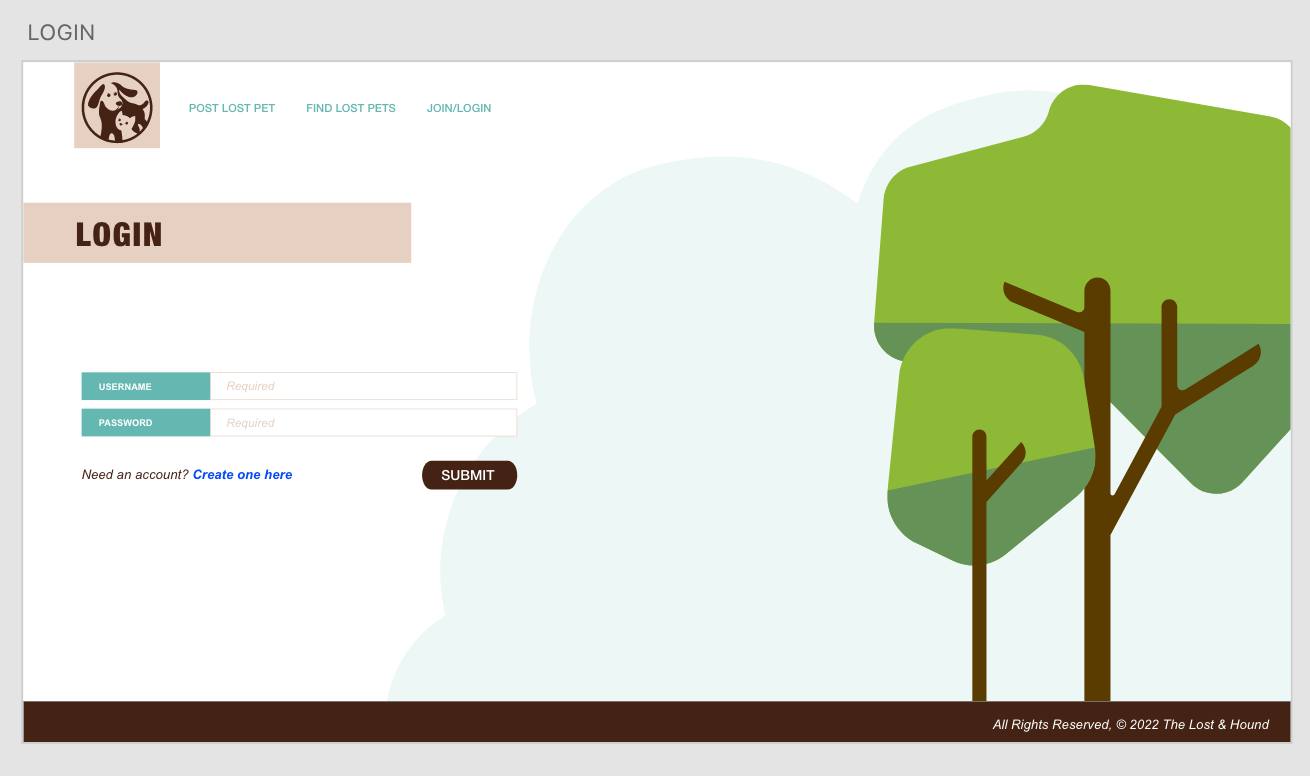 LOGIN
POST LOST PET FIND LOST PETS JOIN/LOGIN
LOGIN
USERNAME Required
PASSWORD Required
Need an account? Create one here SUBMIT
All Rights Reserved, © 2022 The Lost & Hound